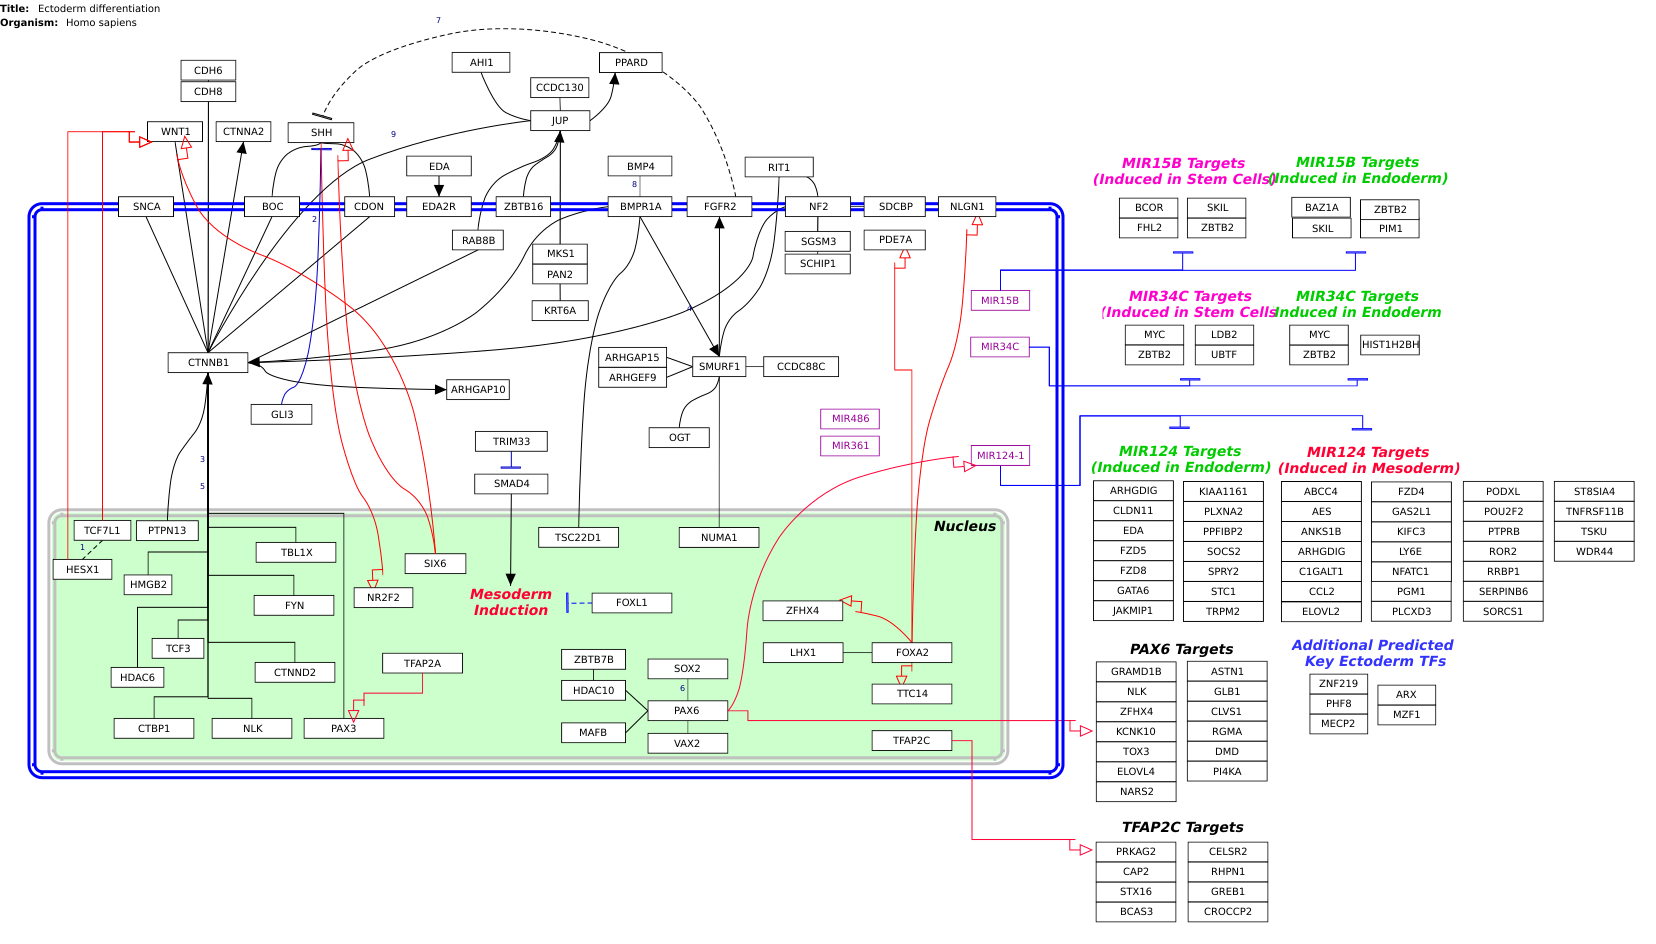 Title: Ectoderm differentiation
Organism: Homo sapiens
7
CDH6
CDH8
AHI1
PPARD
CCDC130
JUP
WNT1
CTNNA2
SHH
9
EDA
BMP4
8
RIT1
SNCA
BOC
CDON
EDA2R
ZBTB16
BMPR1A
FGFR2
NF2
SDCBP
NLGN1
2
RAB8B
MKS1
PAN2
KRT6A
SGSM3
SCHIP1
PDE7A
MIR15B
MIR34C
4
CTNNB1
ARHGAP10
ARHGAP15
ARHGEF9
SMURF1
CCDC88C
GLI3
OGT
MIR486
MIR361
MIR124-1
TRIM33
SMAD4
3
5
Nucleus
TCF7L1
PTPN13
1
HESX1
HMGB2
TBL1X
FYN
TCF3
CTNND2
HDAC6
CTBP1
NLK
PAX3
TFAP2A
NR2F2
SIX6
Mesoderm
Induction
FOXL1
TSC22D1
NUMA1
ZFHX4
LHX1
FOXA2
TTC14
TFAP2C
ZBTB7B
HDAC10
MAFB
SOX2
6
PAX6
VAX2
MIR15B Targets
(Induced in Stem Cells)
BCOR
FHL2
SKIL
ZBTB2
MIR15B Targets
(Induced in Endoderm)
BAZ1A
SKIL
ZBTB2
PIM1
MIR34C Targets
(Induced in Stem Cells
MYC
ZBTB2
LDB2
UBTF
MIR34C Targets
Induced in Endoderm
MYC
ZBTB2
HIST1H2BH
MIR124 Targets
(Induced in Endoderm)
ARHGDIG
CLDN11
EDA
FZD5
FZD8
GATA6
JAKMIP1
KIAA1161
PLXNA2
PPFIBP2
SOCS2
SPRY2
STC1
TRPM2
MIR124 Targets
(Induced in Mesoderm)
ABCC4
AES
ANKS1B
ARHGDIG
C1GALT1
CCL2
ELOVL2
FZD4
GAS2L1
KIFC3
LY6E
NFATC1
PGM1
PLCXD3
PODXL
POU2F2
PTPRB
ROR2
RRBP1
SERPINB6
SORCS1
ST8SIA4
TNFRSF11B
TSKU
WDR44
PAX6 Targets
GRAMD1B
NLK
ZFHX4
KCNK10
TOX3
ELOVL4
NARS2
ASTN1
GLB1
CLVS1
RGMA
DMD
PI4KA
Additional Predicted
Key Ectoderm TFs
ZNF219
PHF8
MECP2
ARX
MZF1
TFAP2C Targets
PRKAG2
CAP2
STX16
BCAS3
CELSR2
RHPN1
GREB1
CROCCP2